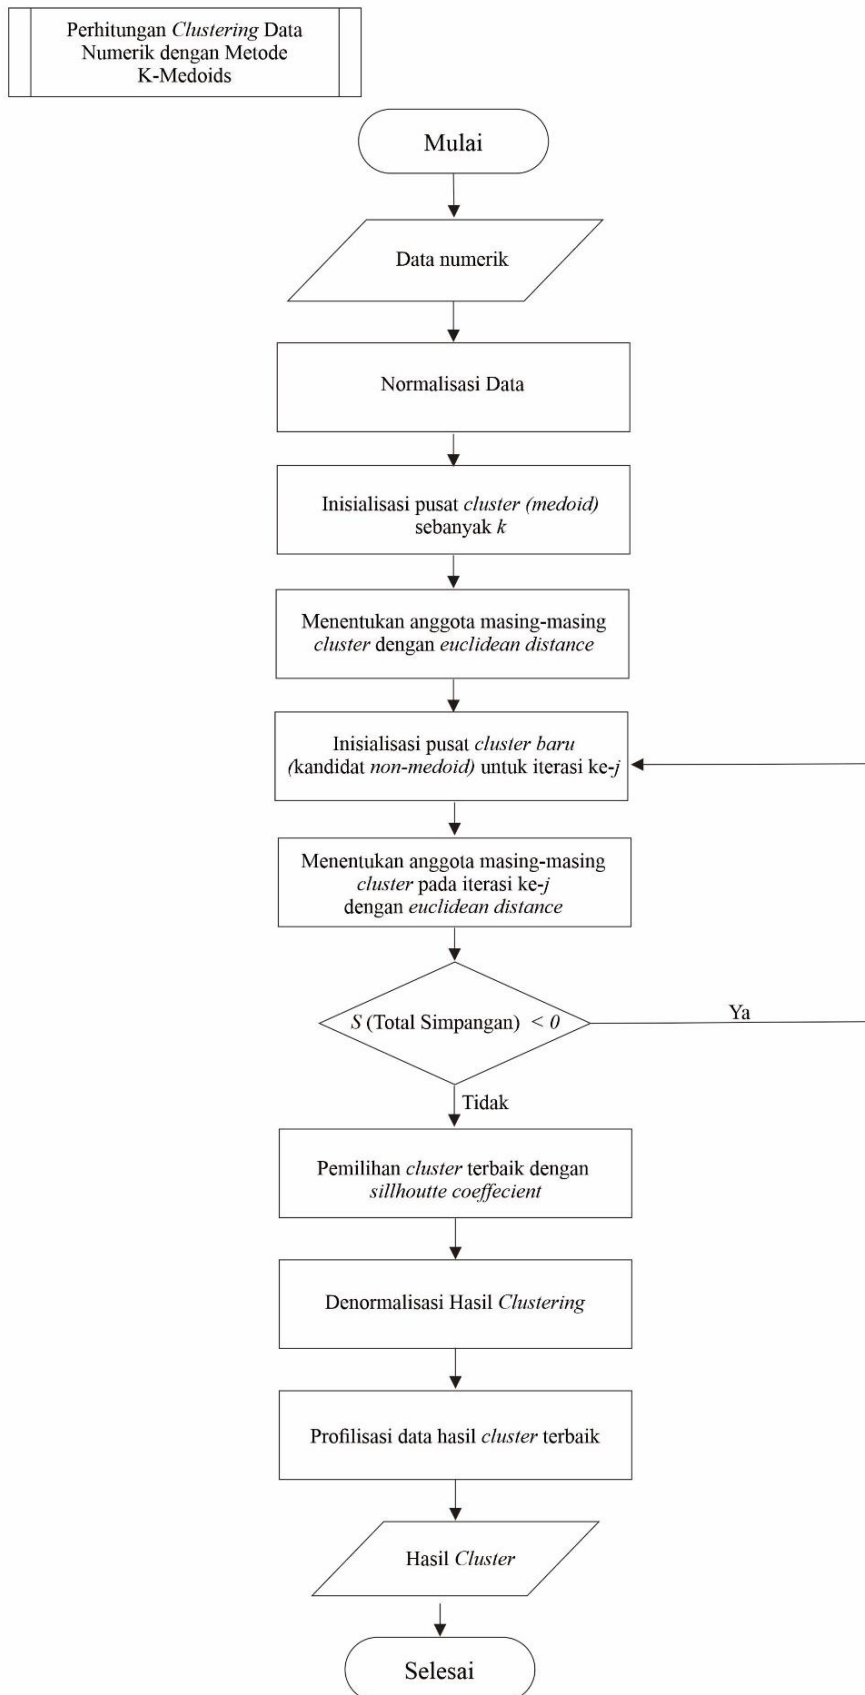 Perhitungan Clustering Data
Numerik dengan Metode
K-Medoids
Mulai
Data numerik
Normalisasi Data
Inisialisasi pusat cluster (medoid)
sebanyak k
Menentukan anggota masing-masing
cluster dengan euclidean distance
Inisialisasi pusat cluster baru
(kandidat non-medoid) untuk iterasi ke-j
Menentukan anggota masing-masing
cluster pada iterasi ke-j
dengan euclidean distance
S (Total Simpangan) < 0
Ya
Tidak
Pemilihan cluster terbaik dengan
sillhoutte coeffecient
Denormalisasi Hasil Clustering
Profilisasi data hasil cluster terbaik
Hasil Cluster
Selesai